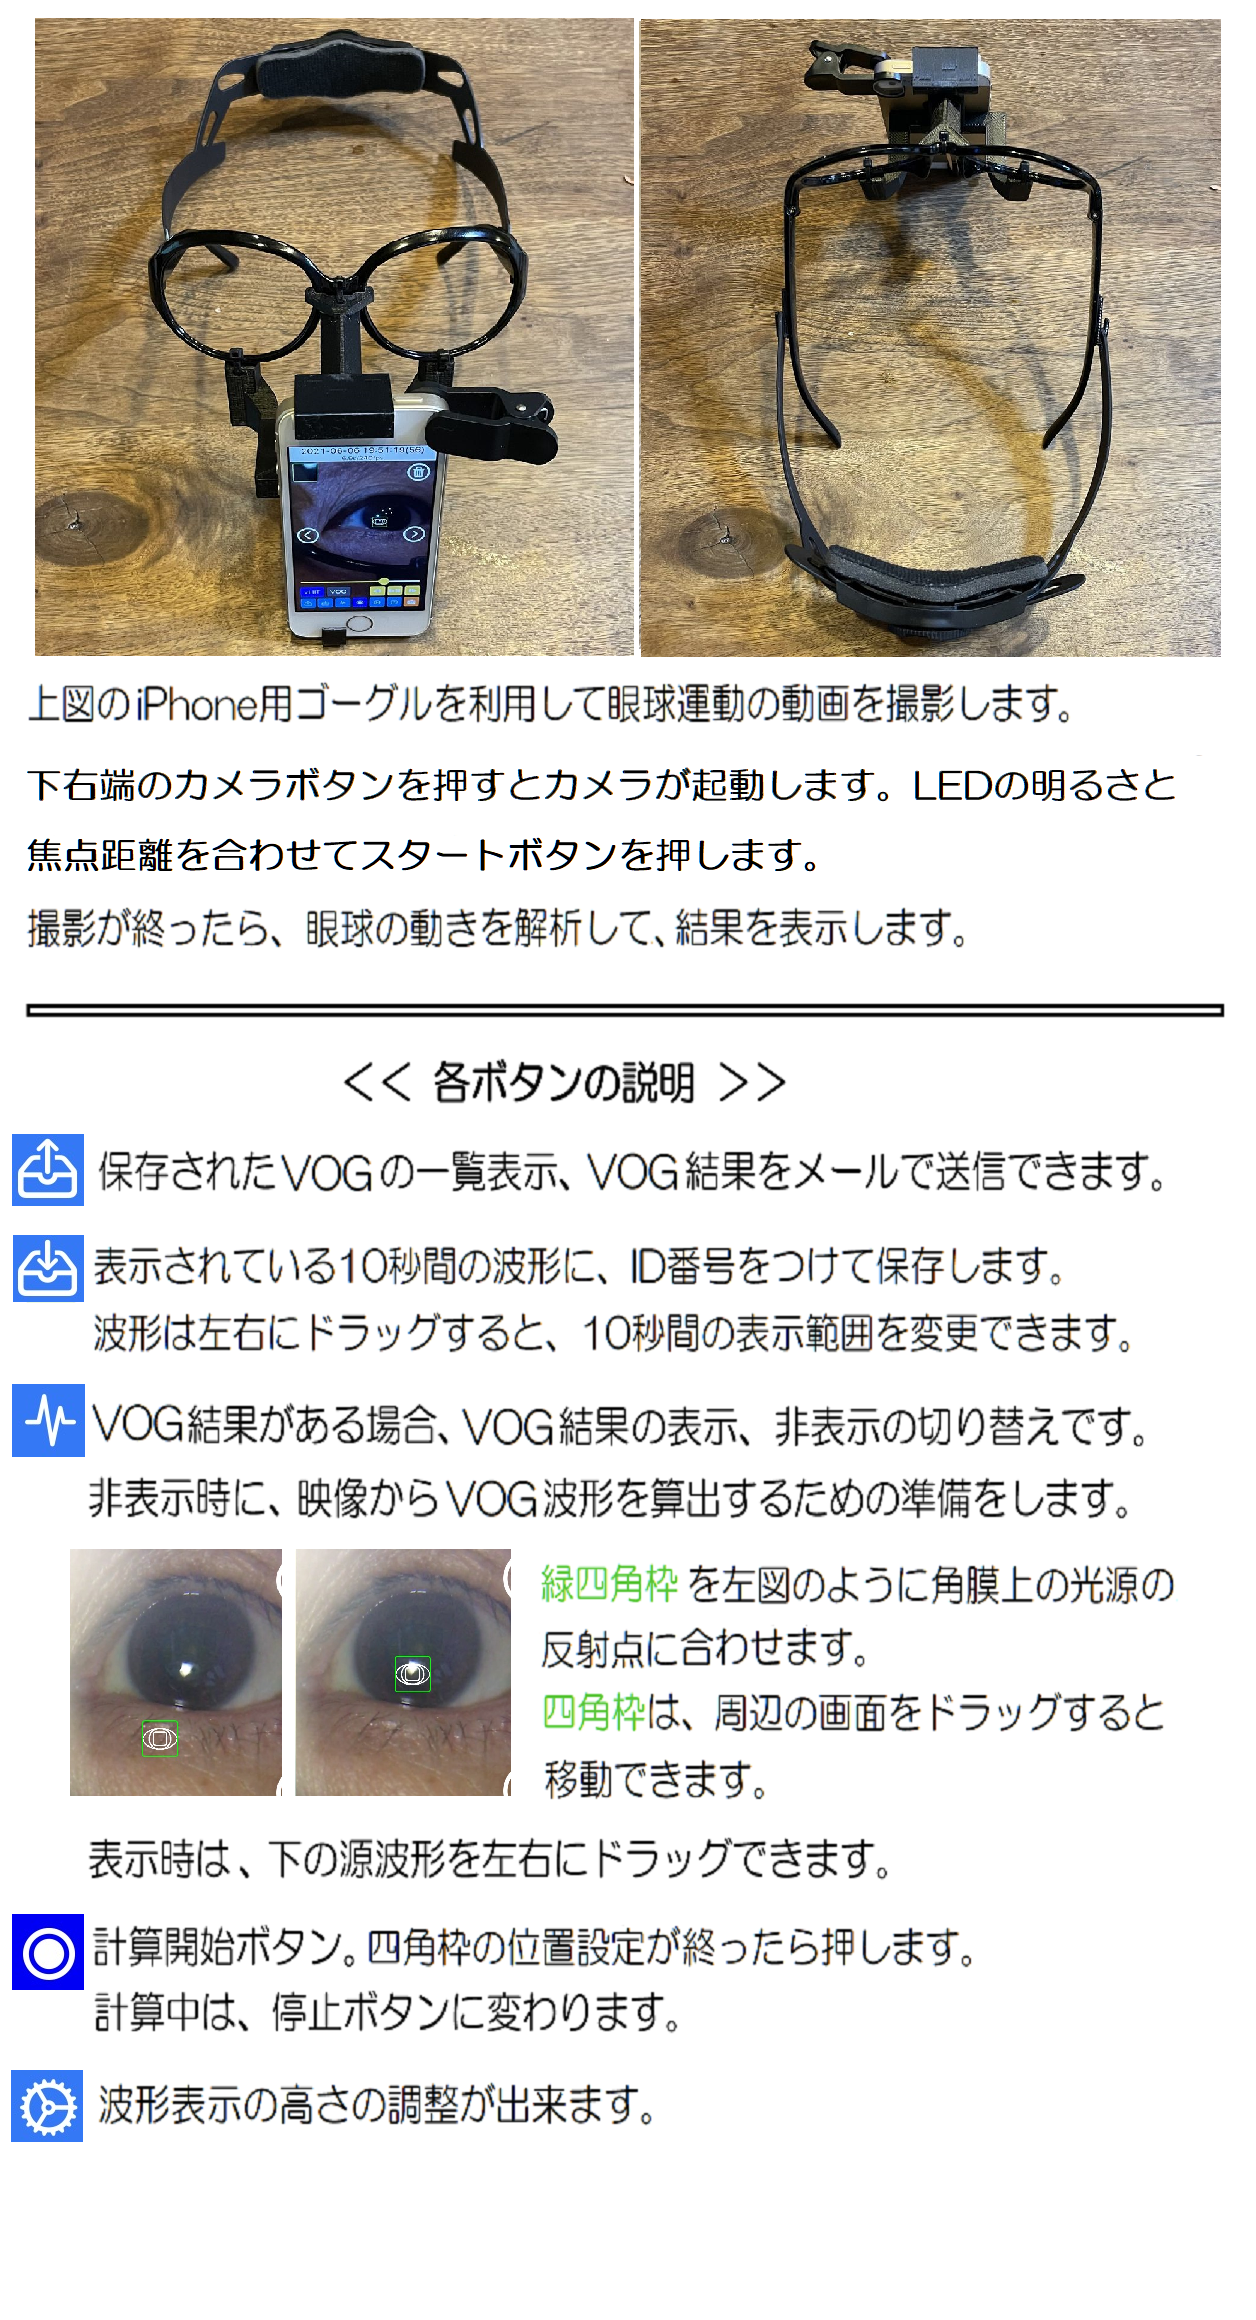 2021-06-06 19:51:19(56)
VOG
上図のiPhone用ゴーグルを利用して眼球運動の動画を撮影します。
下右端のカメラボタンを押すとカメラが起動します。LEDの明るさと
焦点距離を合わせてスタートボタンを押します。
撮影が終ったら、眼球の動きを解析して、結果を表示します。
<< 各ボタンの説明 >>
保存されたVOGの一覧表示、VOG結果をメールで送信できます。
表示されている10秒間の波形に、ID番号をつけて保存します。
波形は左右にドラッグすると、10秒間の表示範囲を変更できます。
VOG結果がある場合、VOG結果の表示、非表示の切り替えです。
非表示時に、映像からVOG波形を算出するための準備をします。
緑四角枠 を左図のように角膜上の光源の
反射点に合わせます。
四角枠は、周辺の画面をドラッグすると
移動できます。
表示時は、下の源波形を左右にドラッグできます。
計算開始ボタン。四角枠の位置設定が終ったら押します。
計算中は、停止ボタンに変わります。
波形表示の高さの調整が出来ます。